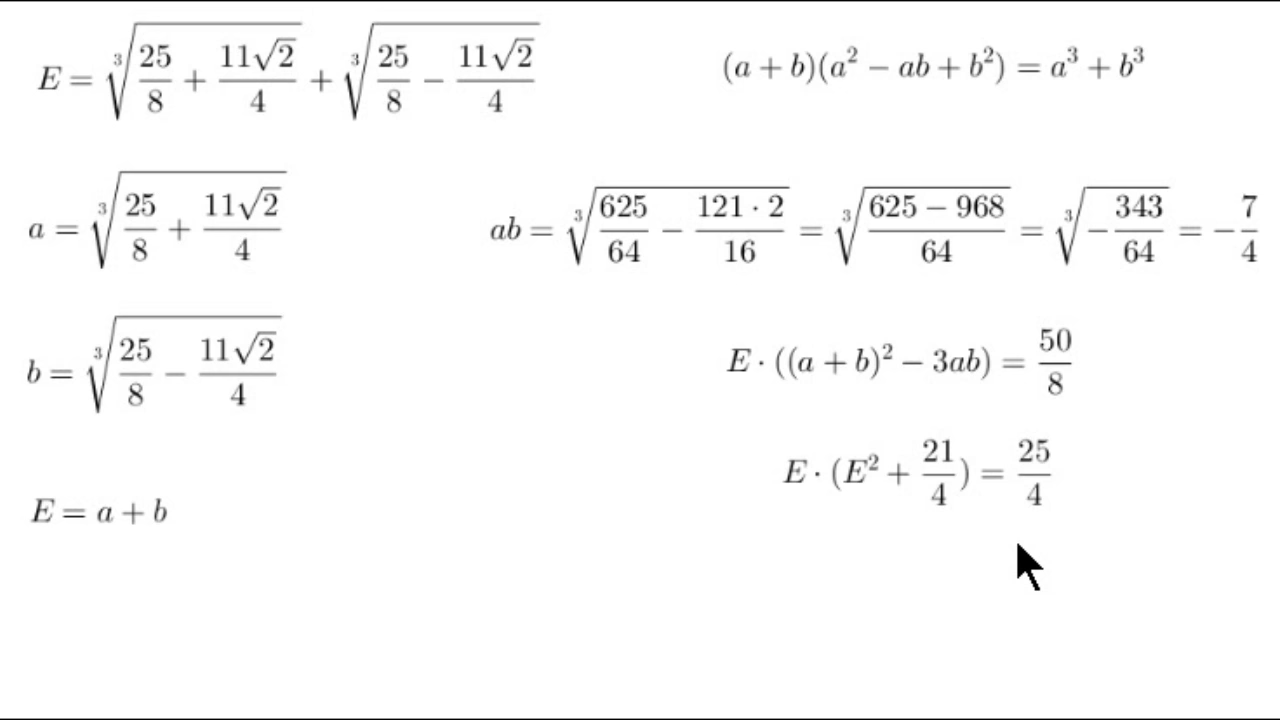 E = ∛(25/8 + 11√2/4) + ∛(25/8 − 11√2/4)
(a + b)(a² − ab + b²) = a³ + b³
a = ∛(25/8 + 11√2/4)
ab = ∛(625/64 − 121 · 2/16) = ∛((625 − 968)/64) = ∛(−343/64) = −7/4
b = ∛(25/8 − 11√2/4)
E · ((a + b)² − 3ab) = 50/8
E · (E² + 21/4) = 25/4
E = a + b